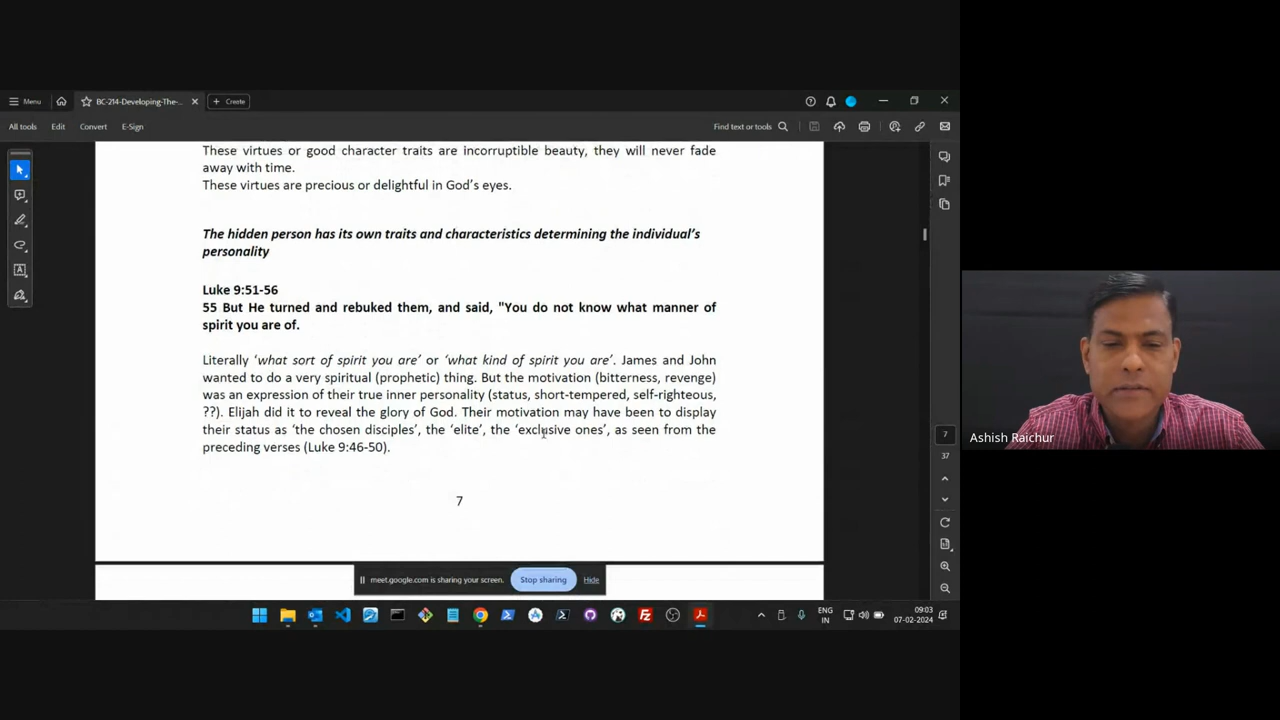 Menu
BC-214-Developing-The-...
Create
All tools
Edit
Convert
E-Sign
Find text or tools
These virtues or good character traits are incorruptible beauty, they will never fade
away with time.
These virtues are precious or delightful in God's eyes.
The hidden person has its own traits and characteristics determining the individual's
personality
Luke 9:51-56
55 But He turned and rebuked them, and said, "You do not know what manner of
spirit you are of.
Literally 'what sort of spirit you are' or 'what kind of spirit you are'. James and John
wanted to do a very spiritual (prophetic) thing. But the motivation (bitterness, revenge)
was an expression of their true inner personality (status, short-tempered, self-righteous,
??). Elijah did it to reveal the glory of God. Their motivation may have been to display
their status as 'the chosen disciples', the 'elite', the 'exclusive ones', as seen from the
preceding verses (Luke 9:46-50).
7
7
37
Ashish Raichur
meet.google.com is sharing your screen.
Stop sharing
Hide
ENG
IN
09:03
07-02-2024